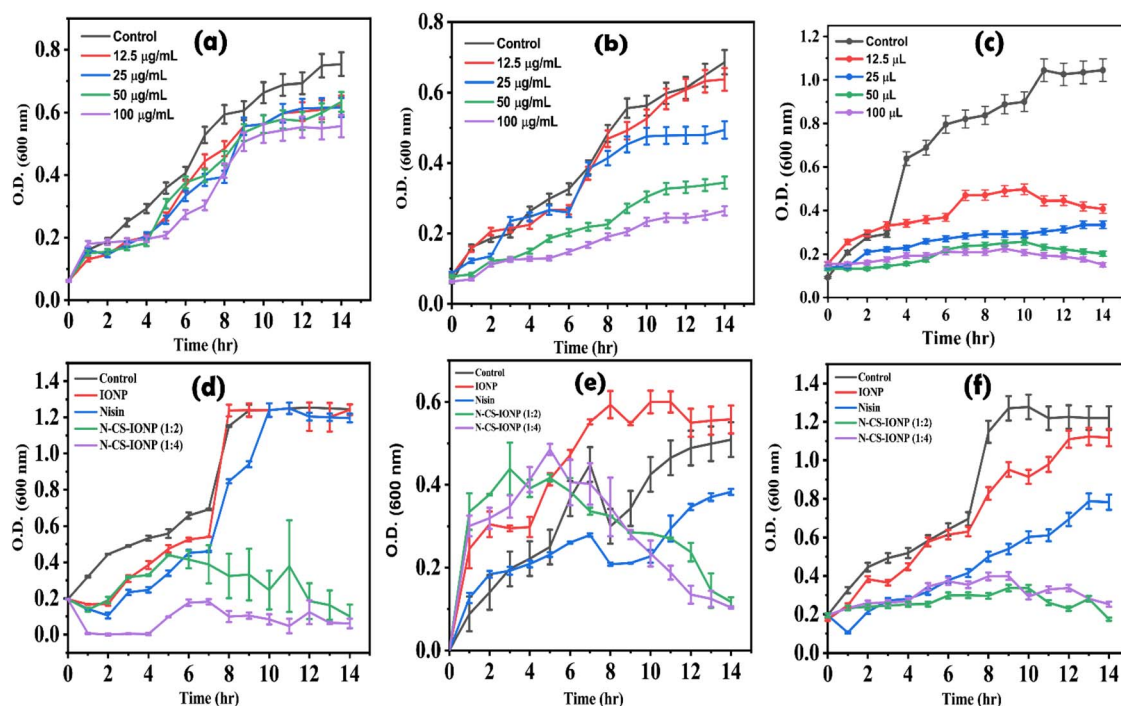 (a)
Control
12.5 µg/mL
25 µg/mL
50 µg/mL
100 µg/mL
O.D. (600 nm)
0.8
0.6
0.4
0.2
0.0
0 2 4 6 8 10 12 14
Time (hr)
(b)
Control
12.5 µg/mL
25 µg/mL
50 µg/mL
100 µg/mL
O.D. (600 nm)
0.8
0.6
0.4
0.2
0.0
0 2 4 6 8 10 12 14
Time (hr)
(c)
Control
12.5 µL
25 µL
50 µL
100 µL
O.D. (600 nm)
1.2
1.0
0.8
0.6
0.4
0.2
0.0
0 2 4 6 8 10 12 14
Time (hr)
(d)
Control
IONP
Nisin
N-CS-IONP (1:2)
N-CS-IONP (1:4)
O.D. (600 nm)
1.4
1.2
1.0
0.8
0.6
0.4
0.2
0.0
0 2 4 6 8 10 12 14
Time (hr)
(e)
Control
IONP
Nisin
N-CS-IONP (1:2)
N-CS-IONP (1:4)
O.D. (600 nm)
0.6
0.4
0.2
0.0
0 2 4 6 8 10 12 14
Time (hr)
(f)
Control
IONP
Nisin
N-CS-IONP (1:2)
N-CS-IONP (1:4)
O.D. (600 nm)
1.4
1.2
1.0
0.8
0.6
0.4
0.2
0.0
0 2 4 6 8 10 12 14
Time (hr)